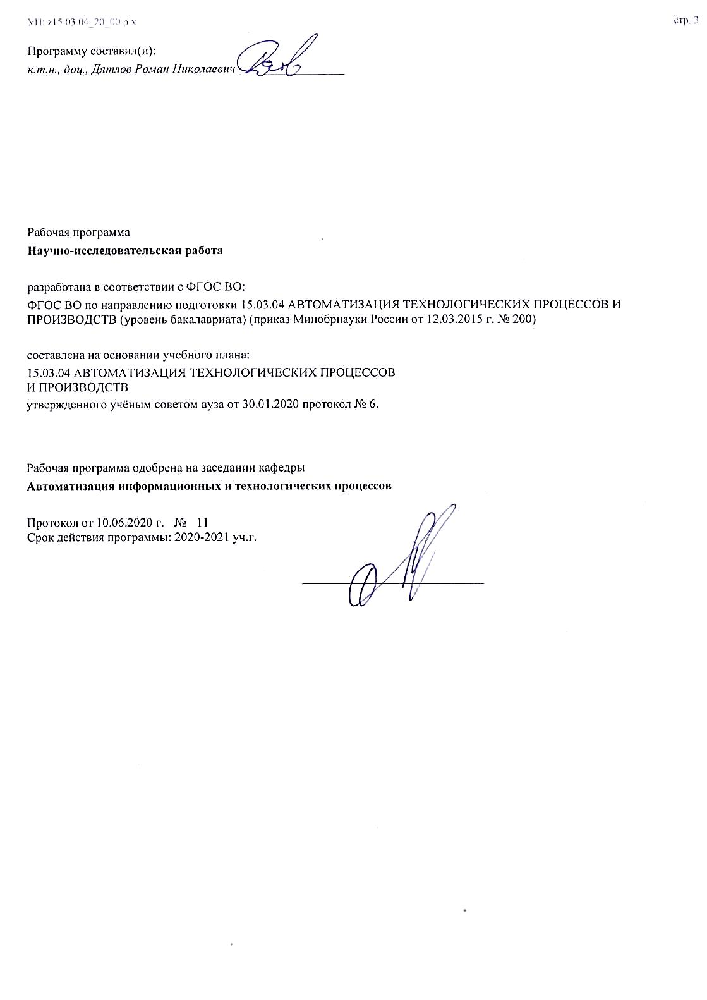 УП: z15.03.04_20_00.plx
стр. 3
Программу составил(и):
к.т.н., доц., Дятлов Роман Николаевич
Рабочая программа
Научно-исследовательская работа
разработана в соответствии с ФГОС ВО:
ФГОС ВО по направлению подготовки 15.03.04 АВТОМАТИЗАЦИЯ ТЕХНОЛОГИЧЕСКИХ ПРОЦЕССОВ И
ПРОИЗВОДСТВ (уровень бакалавриата) (приказ Минобрнауки России от 12.03.2015 г. № 200)
составлена на основании учебного плана:
15.03.04 АВТОМАТИЗАЦИЯ ТЕХНОЛОГИЧЕСКИХ ПРОЦЕССОВ
И ПРОИЗВОДСТВ
утвержденного учёным советом вуза от 30.01.2020 протокол № 6.
Рабочая программа одобрена на заседании кафедры
Автоматизация информационных и технологических процессов
Протокол от 10.06.2020 г. № 11
Срок действия программы: 2020-2021 уч.г.